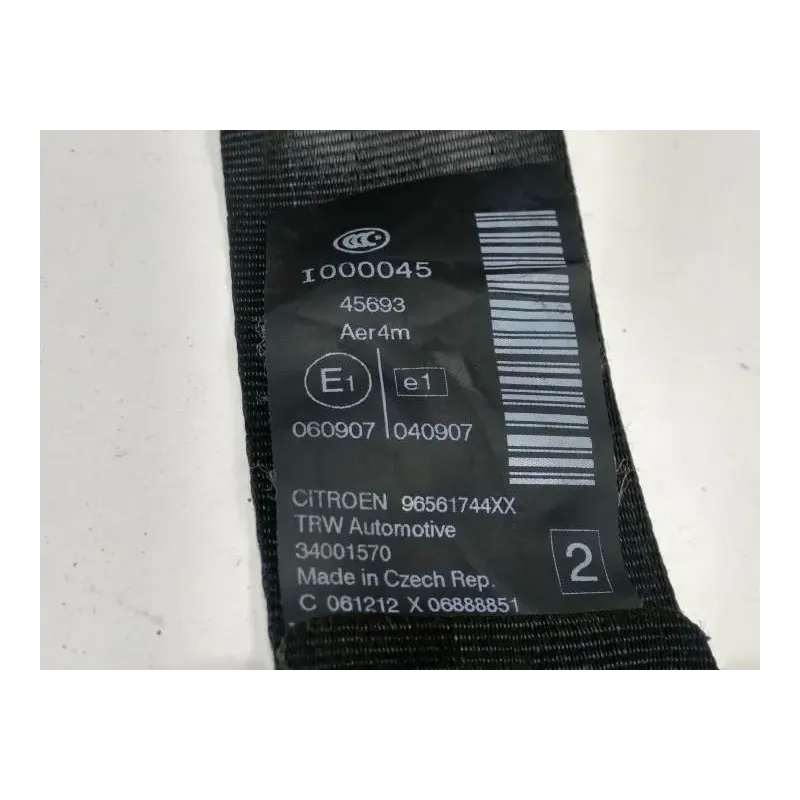 CCC
I000045
45693
Aer4m
E1 e1
060907 040907
CITROEN 96561744XX
TRW Automotive
34001570
Made in Czech Rep.
2
C 061212 X 06888851